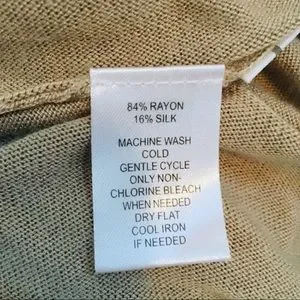 84% RAYON
16% SILK
MACHINE WASH
COLD
GENTLE CYCLE
ONLY NON-
CHLORINE BLEACH
WHEN NEEDED
DRY FLAT
COOL IRON
IF NEEDED